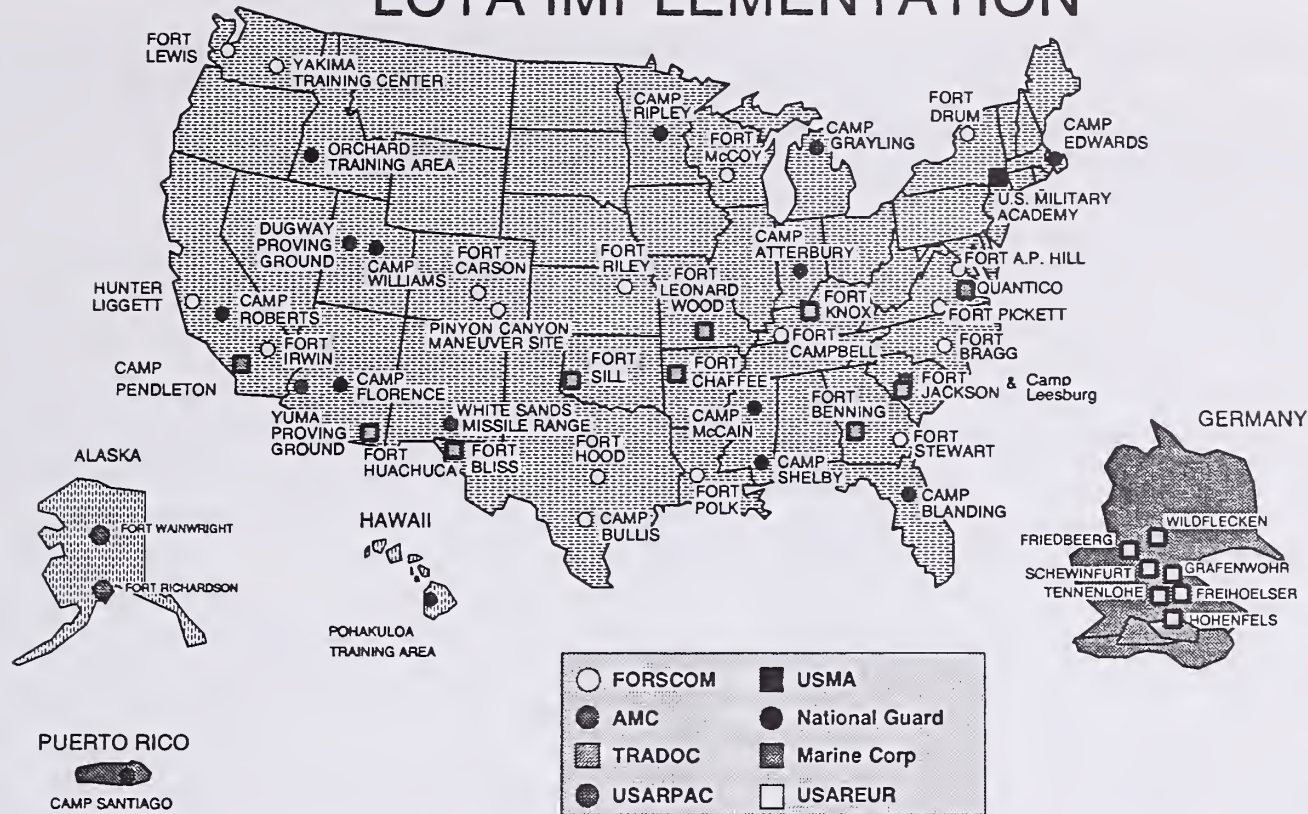 LCTA IMPLEMENTATION
FORT
LEWIS
YAKIMA
TRAINING CENTER
ORCHARD
TRAINING AREA
CAMP
RIPLEY
FORT
McCOY
CAMP
GRAYLING
FORT
DRUM
CAMP
EDWARDS
U.S. MILITARY
ACADEMY
DUGWAY
PROVING
GROUND
CAMP
WILLIAMS
FORT
CARSON
PINYON CANYON
MANEUVER SITE
FORT
RILEY
FORT
LEONARD
WOOD
CAMP
ATTERBURY
FORT
KNOX
FORT A.P. HILL
QUANTICO
FORT PICKETT
HUNTER
LIGGETT
CAMP
ROBERTS
FORT
IRWIN
CAMP
PENDLETON
CAMP
FLORENCE
YUMA
PROVING
GROUND
FORT
HUACHUCA
WHITE SANDS
MISSILE RANGE
FORT
BLISS
FORT
SILL
FORT
CHAFFEE
FORT
CAMPBELL
FORT
BRAGG
FORT
JACKSON
& Camp
Leesburg
CAMP
McCAIN
FORT
BENNING
FORT
STEWART
FORT
HOOD
CAMP
BULLIS
FORT
POLK
CAMP
SHELBY
CAMP
BLANDING
ALASKA
FORT WAINWRIGHT
FORT RICHARDSON
HAWAII
POHAKULOA
TRAINING AREA
GERMANY
WILDFLECKEN
FRIEDBEERG
SCHEWINFURT
GRAFENWOHR
TENNENLOHE
FREIHOELSER
HOHENFELS
PUERTO RICO
CAMP SANTIAGO
FORSCOM
AMC
TRADOC
USARPAC
USMA
National Guard
Marine Corp
USAREUR